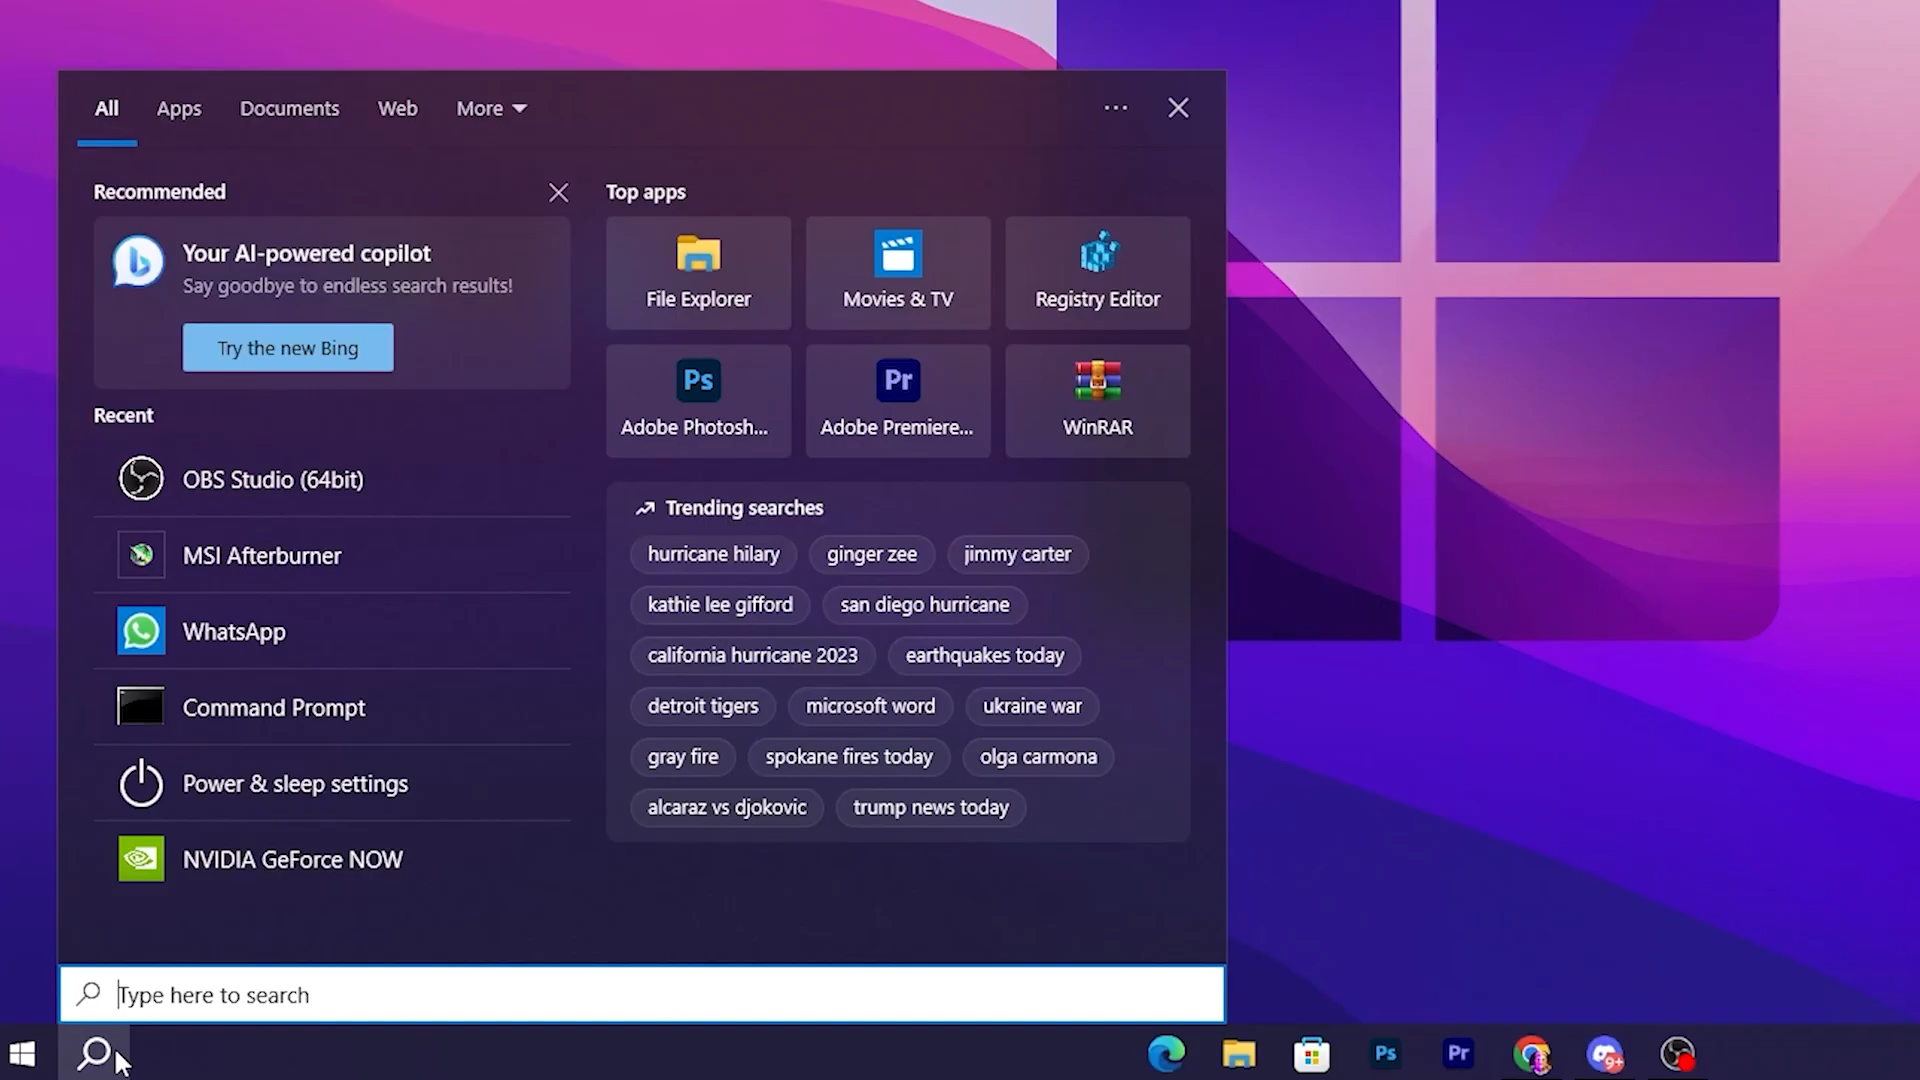 All Apps Documents Web More
Recommended
Your AI-powered copilot
Say goodbye to endless search results!
Try the new Bing
Recent
OBS Studio (64bit)
MSI Afterburner
WhatsApp
Command Prompt
Power & sleep settings
NVIDIA GeForce NOW
Top apps
File Explorer Movies & TV Registry Editor
Ps Pr
Adobe Photosh... Adobe Premiere... WinRAR
Trending searches
hurricane hilary ginger zee jimmy carter
kathie lee gifford san diego hurricane
california hurricane 2023 earthquakes today
detroit tigers microsoft word ukraine war
gray fire spokane fires today olga carmona
alcaraz vs djokovic trump news today
Type here to search
Ps Pr 9+